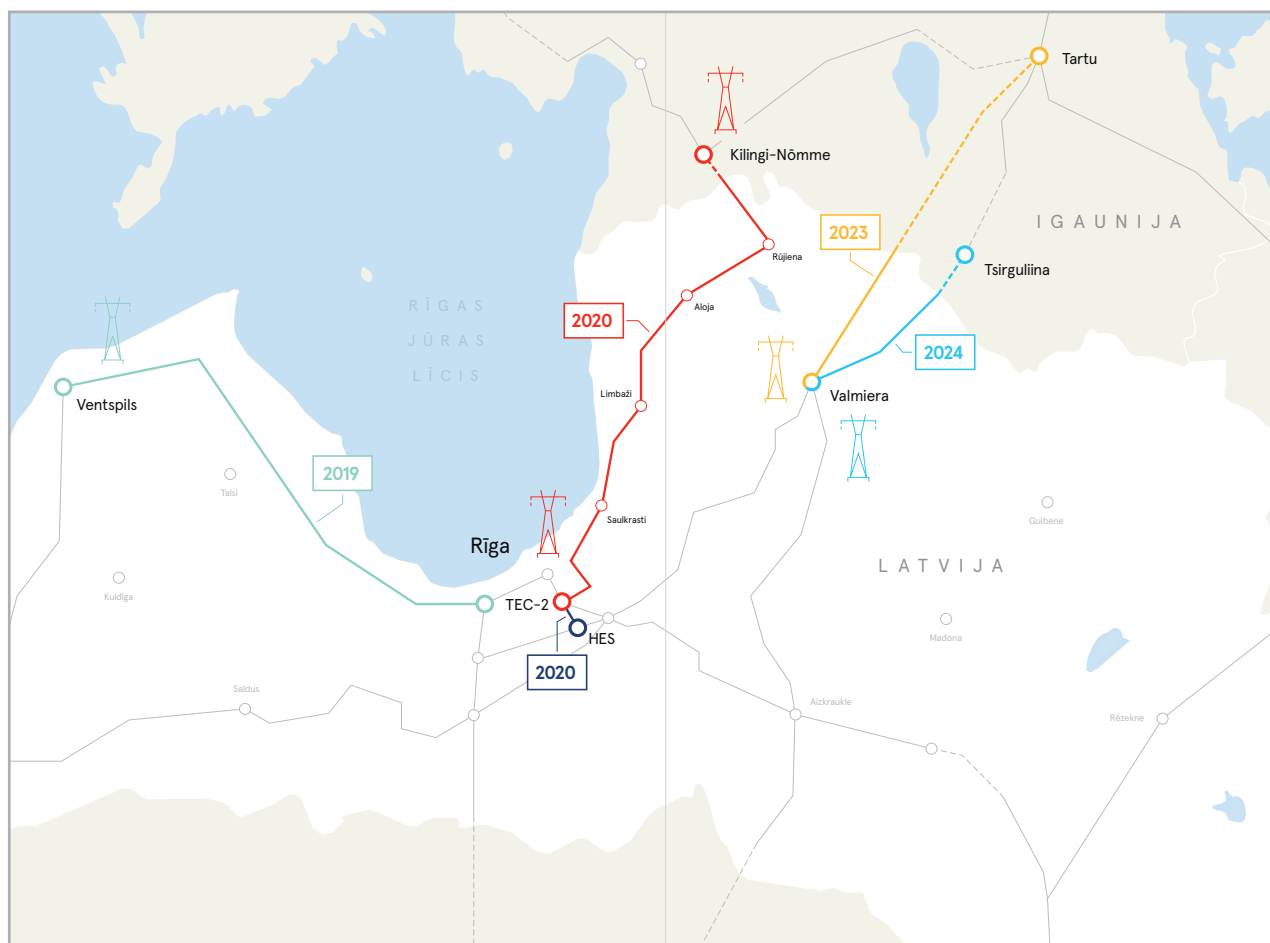 Tartu
Kilingi-Nõmme
IGAUNIJA
2023
Rūjiena
Tsirguliina
RĪGAS
JŪRAS
LĪCIS
Aloja
2020
2024
Limbaži
Valmiera
Ventspils
2019
Talsi
Gulbene
Saulkrasti
Rīga
LATVIJA
Kuldīga
TEC-2
HES
Madona
2020
Saldus
Aizkraukle
Rēzekne